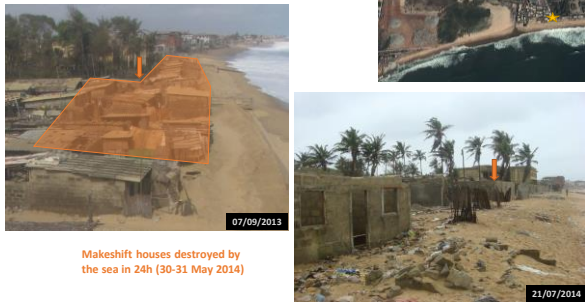 07/09/2013
Makeshift houses destroyed by
the sea in 24h (30-31 May 2014)
21/07/2014